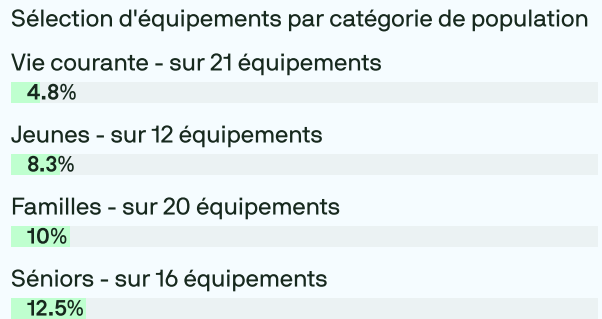 Sélection d'équipements par catégorie de population
Vie courante - sur 21 équipements
4.8%
Jeunes - sur 12 équipements
8.3%
Familles - sur 20 équipements
10%
Séniors - sur 16 équipements
12.5%